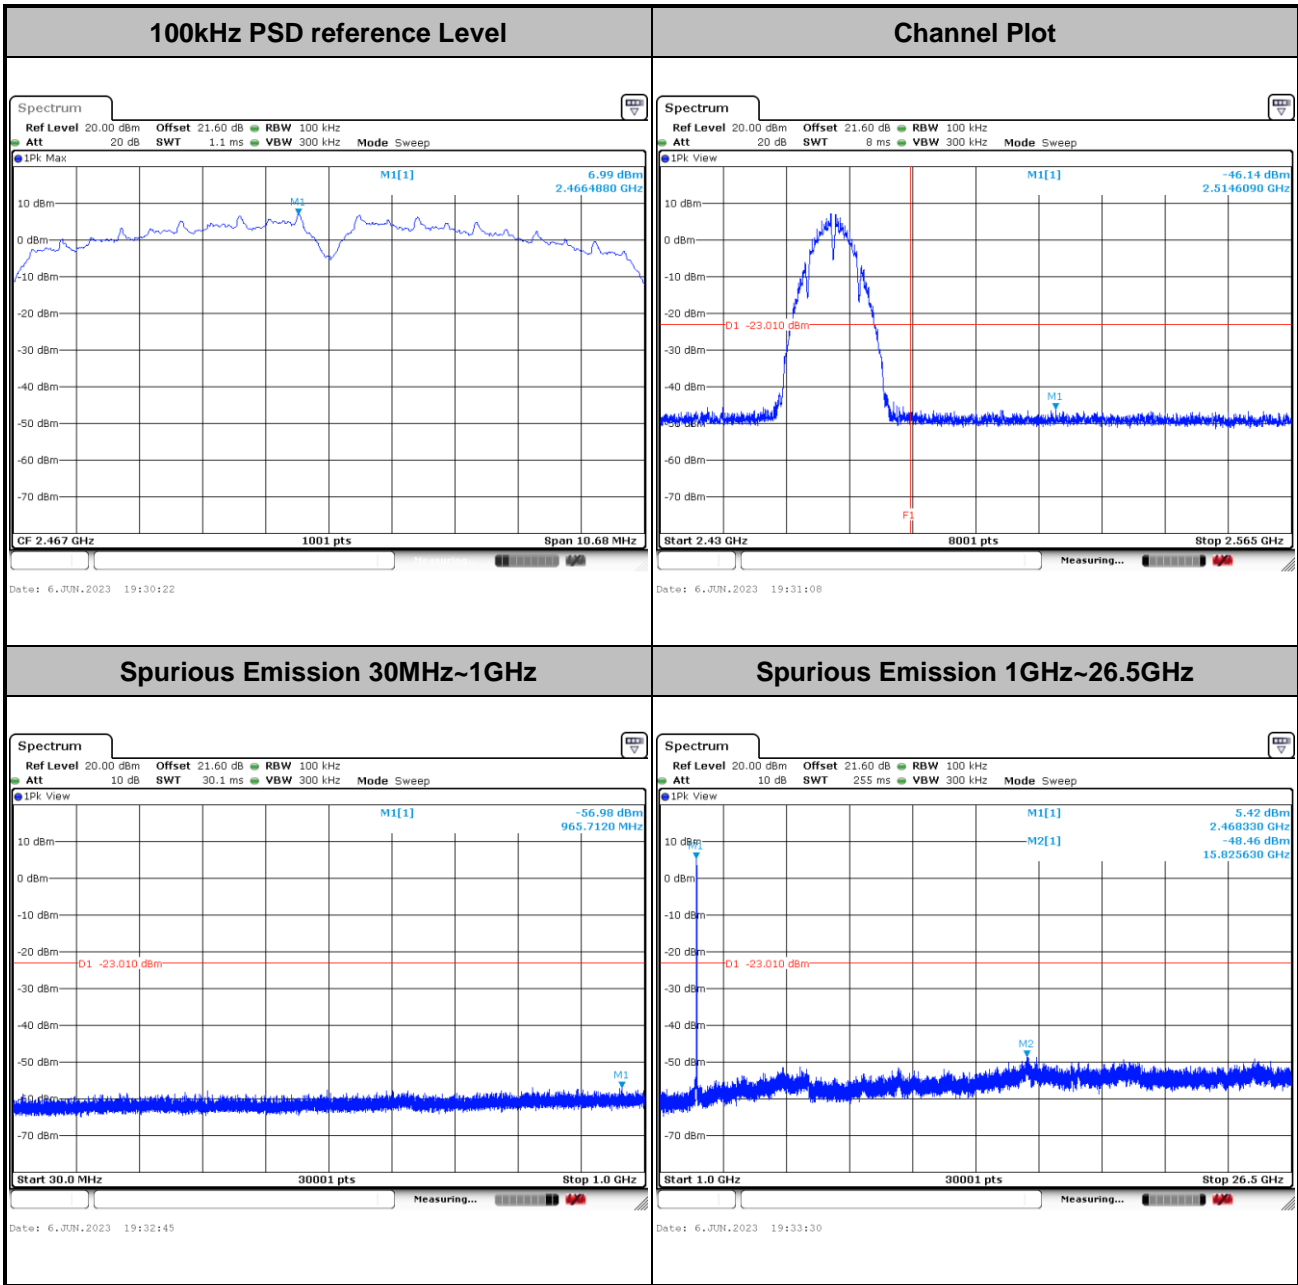 100kHz PSD reference Level
Channel Plot
Spectrum
Ref Level 20.00 dBm Offset 21.60 dB RBW 100 kHz
Att 20 dB SWT 1.1 ms VBW 300 kHz Mode Sweep
1Pk Max
M1[1] 6.99 dBm
2.4664880 GHz
M1
10 dBm
0 dBm
-10 dBm
-20 dBm
-30 dBm
-40 dBm
-50 dBm
-60 dBm
-70 dBm
CF 2.467 GHz 1001 pts Span 10.68 MHz
Date: 6.JUN.2023 19:30:22
Spectrum
Ref Level 20.00 dBm Offset 21.60 dB RBW 100 kHz
Att 20 dB SWT 8 ms VBW 300 kHz Mode Sweep
1Pk View
M1[1] -46.14 dBm
2.5146090 GHz
10 dBm
0 dBm
-10 dBm
-20 dBm
D1 -23.010 dBm
-30 dBm
-40 dBm
M1
-50 dBm
-60 dBm
-70 dBm
F1
Start 2.43 GHz 8001 pts Stop 2.565 GHz
Measuring...
Date: 6.JUN.2023 19:31:08
Spurious Emission 30MHz~1GHz
Spurious Emission 1GHz~26.5GHz
Spectrum
Ref Level 20.00 dBm Offset 21.60 dB RBW 100 kHz
Att 10 dB SWT 30.1 ms VBW 300 kHz Mode Sweep
1Pk View
M1[1] -56.98 dBm
965.7120 MHz
10 dBm
0 dBm
-10 dBm
-20 dBm
D1 -23.010 dBm
-30 dBm
-40 dBm
-50 dBm
M1
-60 dBm
-70 dBm
Start 30.0 MHz 30001 pts Stop 1.0 GHz
Measuring...
Date: 6.JUN.2023 19:32:45
Spectrum
Ref Level 20.00 dBm Offset 21.60 dB RBW 100 kHz
Att 10 dB SWT 255 ms VBW 300 kHz Mode Sweep
1Pk View
M1[1] 5.42 dBm
2.468330 GHz
M2[1] -48.46 dBm
15.825630 GHz
10 dBm
M1
0 dBm
-10 dBm
-20 dBm
D1 -23.010 dBm
-30 dBm
-40 dBm
M2
-50 dBm
-60 dBm
-70 dBm
Start 1.0 GHz 30001 pts Stop 26.5 GHz
Measuring...
Date: 6.JUN.2023 19:33:30